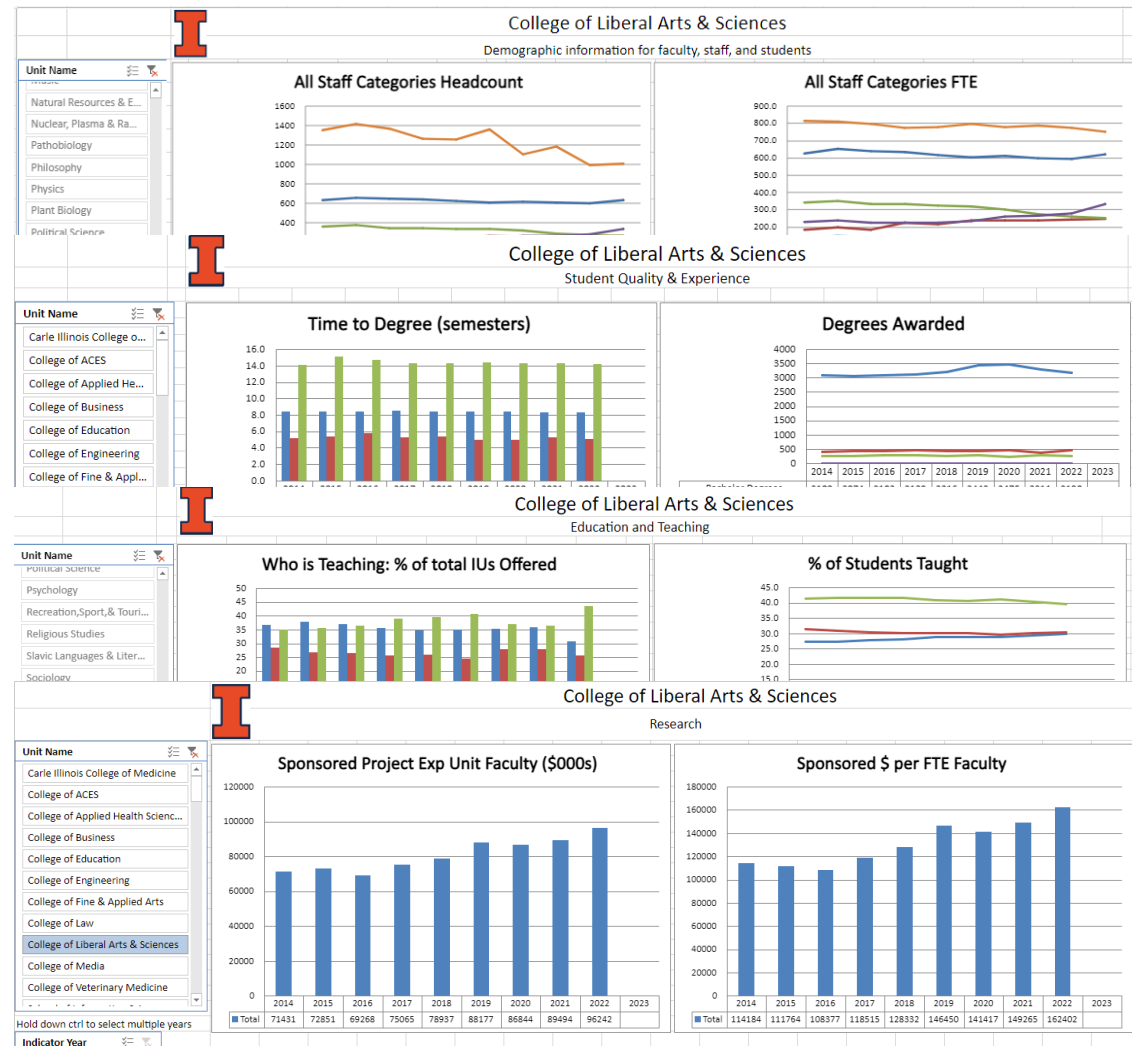 College of Liberal Arts & Sciences
Demographic information for faculty, staff, and students
Unit Name
Natural Resources & E...
Nuclear, Plasma & Ra...
Pathobiology
Philosophy
Physics
Plant Biology
Political Science
All Staff Categories Headcount
1600
1400
1200
1000
800
600
400
All Staff Categories FTE
900.0
800.0
700.0
600.0
500.0
400.0
300.0
200.0
College of Liberal Arts & Sciences
Student Quality & Experience
Unit Name
Carle Illinois College o...
College of ACES
College of Applied He...
College of Business
College of Education
College of Engineering
College of Fine & Appl...
Time to Degree (semesters)
16.0
14.0
12.0
10.0
8.0
6.0
4.0
2.0
0.0
Degrees Awarded
4000
3500
3000
2500
2000
1500
1000
500
0
2014 2015 2016 2017 2018 2019 2020 2021 2022 2023
College of Liberal Arts & Sciences
Education and Teaching
Unit Name
Political Science
Psychology
Recreation,Sport,& Touri...
Religious Studies
Slavic Languages & Liter...
Sociology
Who is Teaching: % of total IUs Offered
50
45
40
35
30
25
20
% of Students Taught
45.0
40.0
35.0
30.0
25.0
20.0
15.0
College of Liberal Arts & Sciences
Research
Unit Name
Carle Illinois College of Medicine
College of ACES
College of Applied Health Scienc...
College of Business
College of Education
College of Engineering
College of Fine & Applied Arts
College of Law
College of Liberal Arts & Sciences
College of Media
College of Veterinary Medicine
Hold down ctrl to select multiple years
Indicator Year
Sponsored Project Exp Unit Faculty ($000s)
120000
100000
80000
60000
40000
20000
0
2014 2015 2016 2017 2018 2019 2020 2021 2022 2023
Total 71431 72851 69268 75065 78937 88177 86844 89494 96242
Sponsored $ per FTE Faculty
180000
160000
140000
120000
100000
80000
60000
40000
20000
0
2014 2015 2016 2017 2018 2019 2020 2021 2022 2023
Total 114184 111764 108377 118515 128332 146450 141417 149265 162402